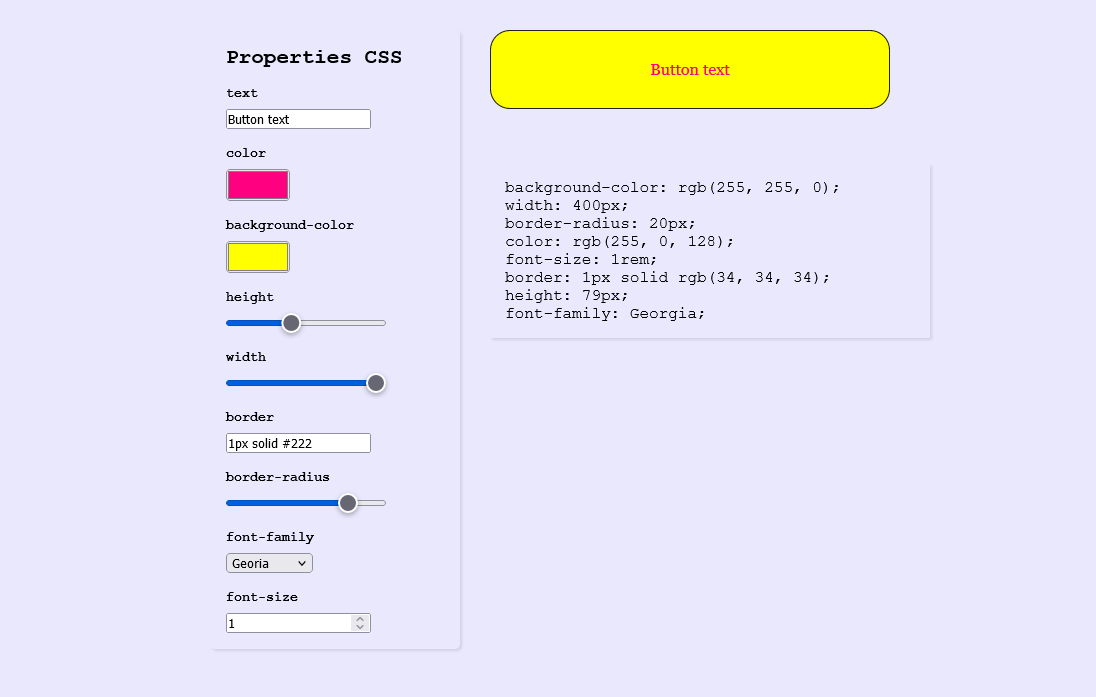 Properties CSS
text
Button text
color
background-color
height
width
border
1px solid #222
border-radius
font-family
Georia
font-size
1
Button text
background-color: rgb(255, 255, 0);
width: 400px;
border-radius: 20px;
color: rgb(255, 0, 128);
font-size: 1rem;
border: 1px solid rgb(34, 34, 34);
height: 79px;
font-family: Georgia;